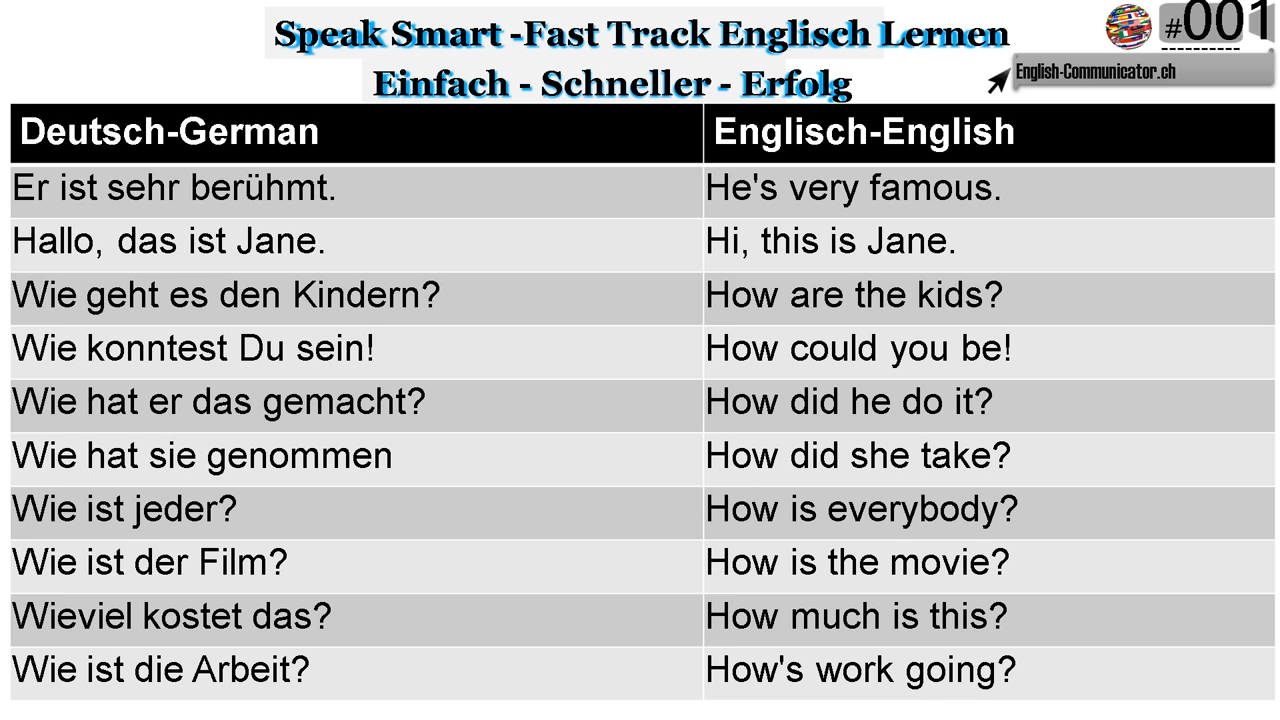 Speak Smart -Fast Track Englisch Lernen
Einfach - Schneller - Erfolg
#001
English-Communicator.ch
Deutsch-German Englisch-English
Er ist sehr berühmt. He's very famous.
Hallo, das ist Jane. Hi, this is Jane.
Wie geht es den Kindern? How are the kids?
Wie konntest Du sein! How could you be!
Wie hat er das gemacht? How did he do it?
Wie hat sie genommen How did she take?
Wie ist jeder? How is everybody?
Wie ist der Film? How is the movie?
Wieviel kostet das? How much is this?
Wie ist die Arbeit? How's work going?